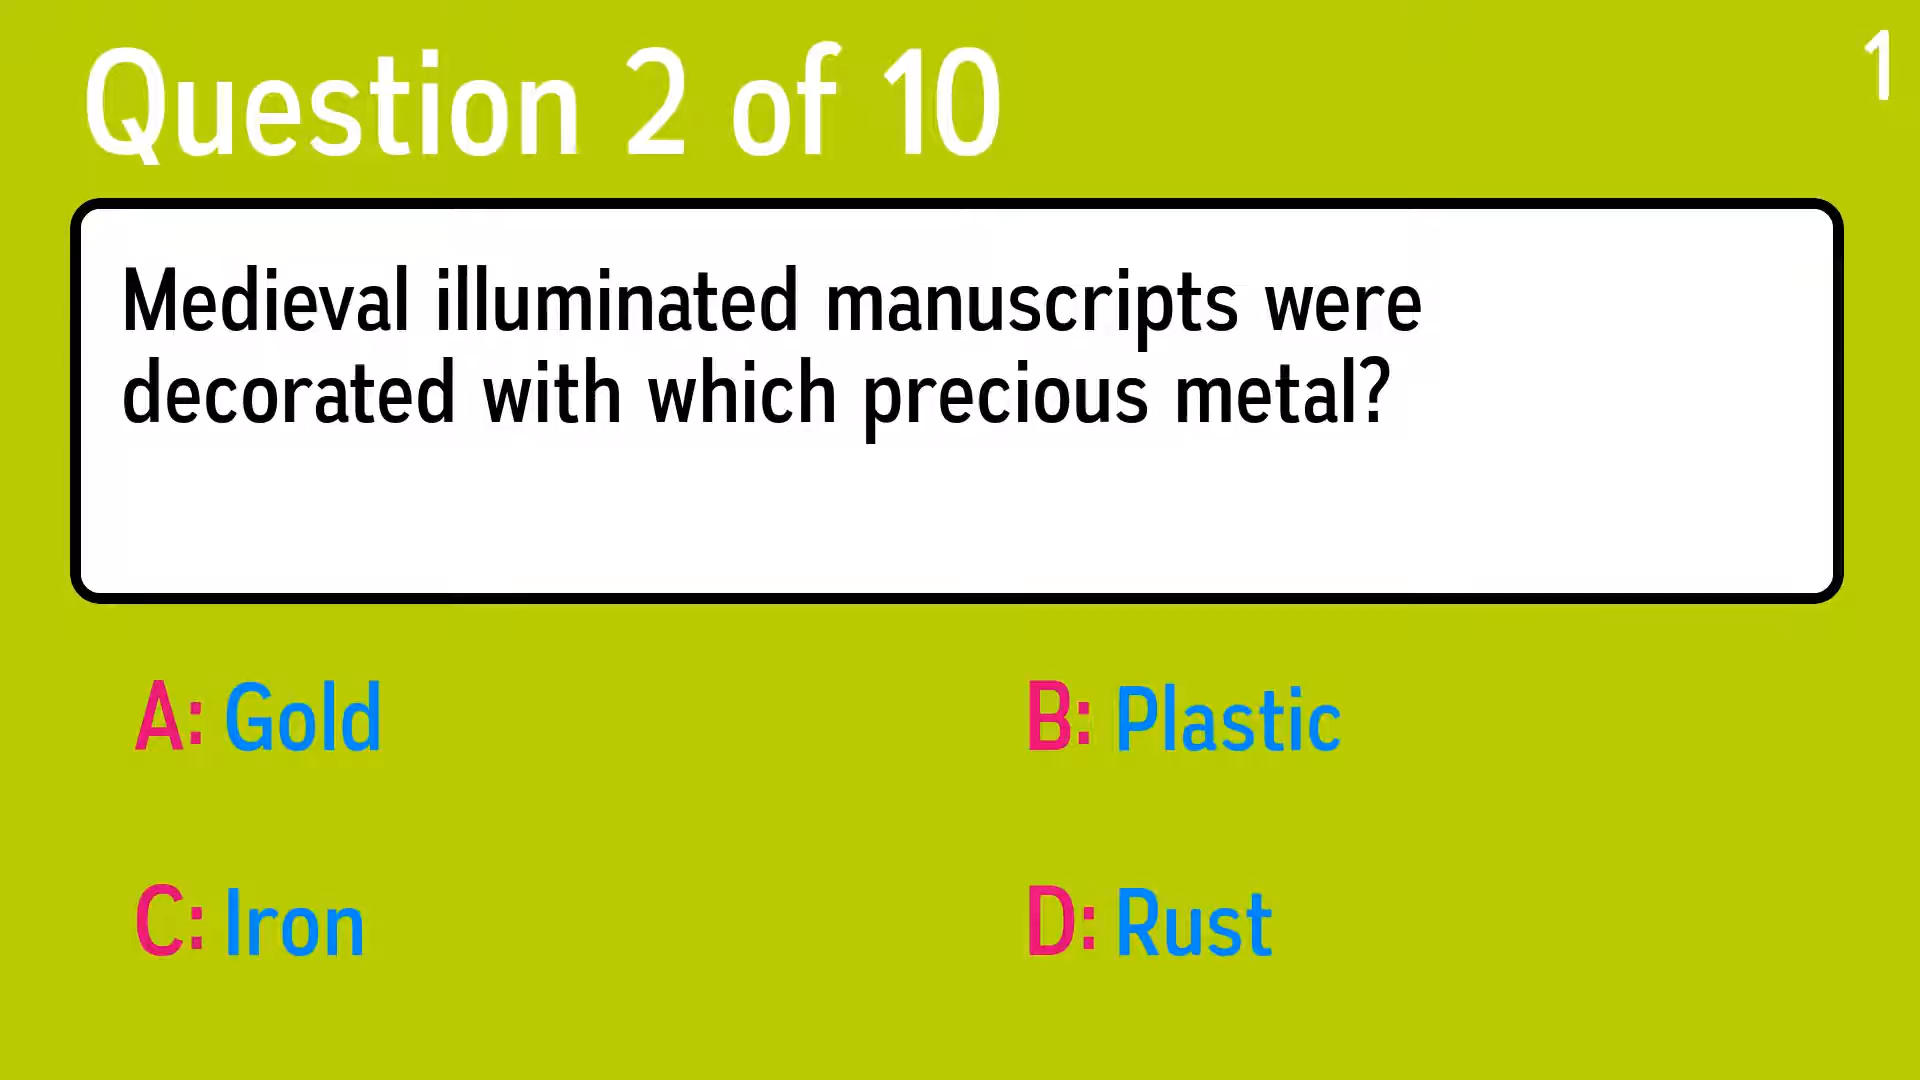 Question 2 of 10
1
Medieval illuminated manuscripts were
decorated with which precious metal?
A: Gold
B: Plastic
C: Iron
D: Rust